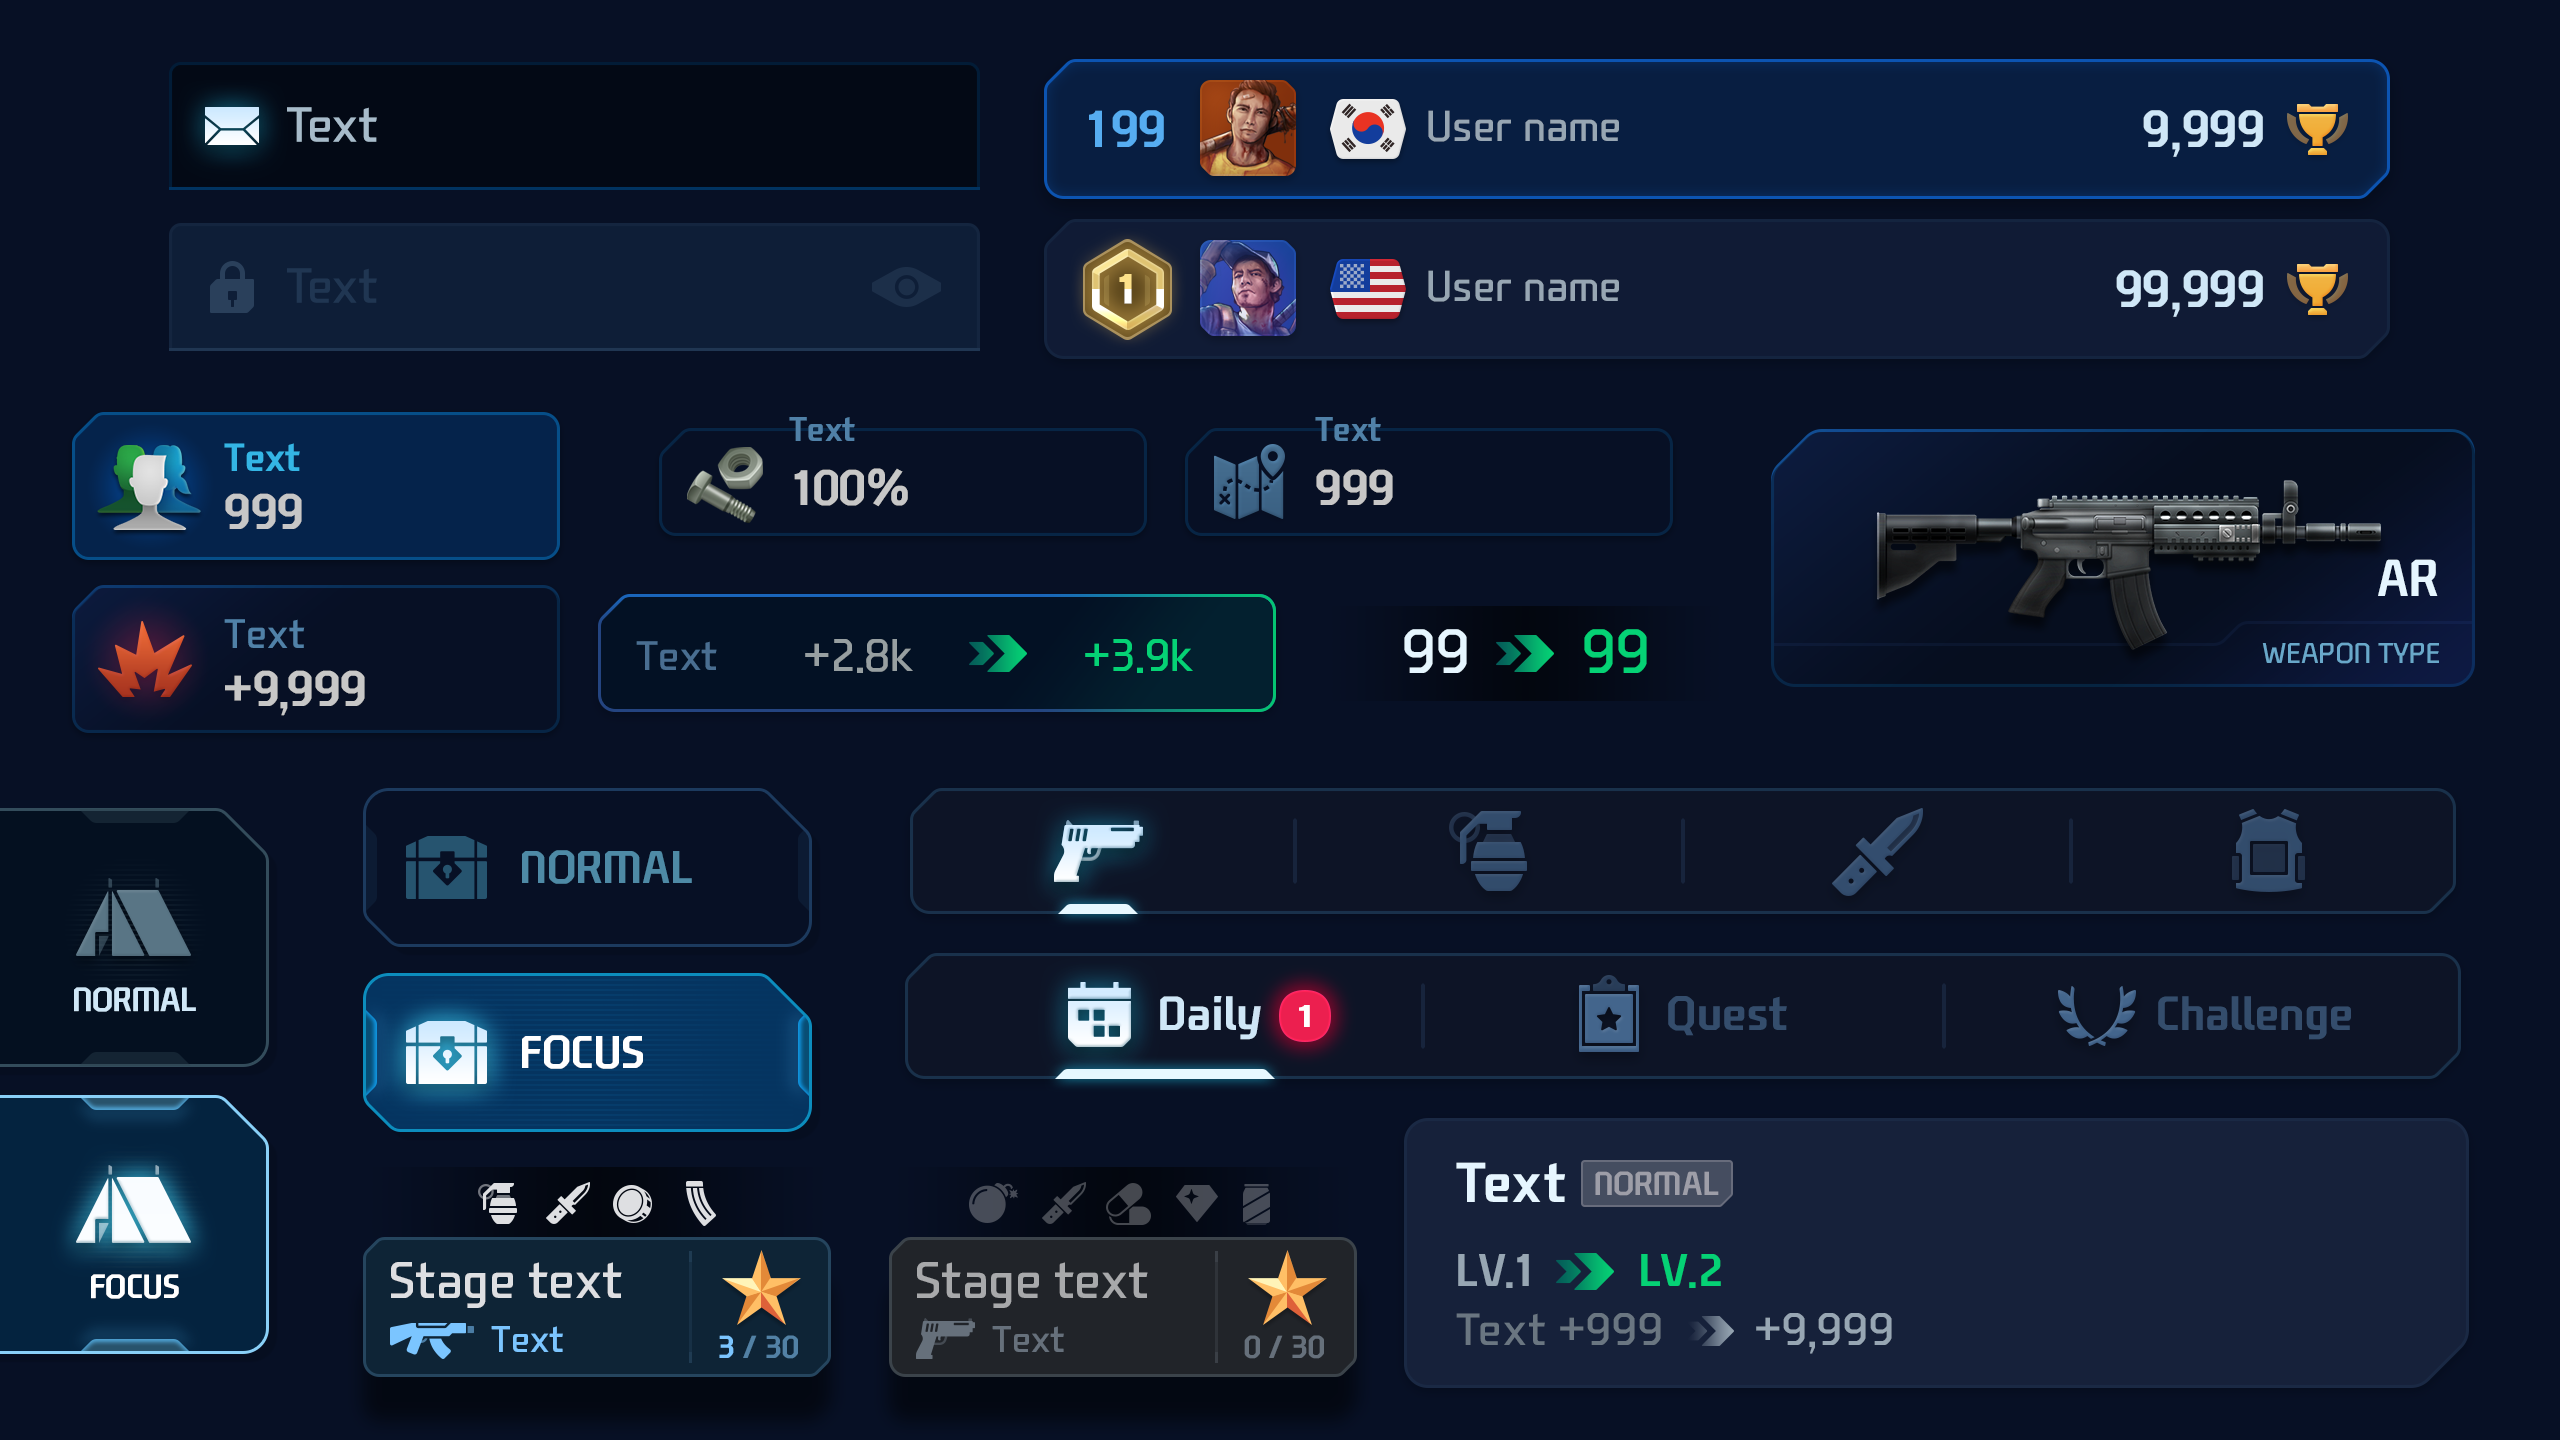 Text
199 User name 9,999
Text
1 User name 99,999
Text
999
Text
100%
Text
999
AR
WEAPON TYPE
Text
+9,999
Text +2.8k +3.9k
99 99
NORMAL
NORMAL
FOCUS
FOCUS
Daily 1 Quest Challenge
Stage text
Text
3 / 30
Stage text
Text
0 / 30
Text NORMAL
LV.1 LV.2
Text +999 +9,999